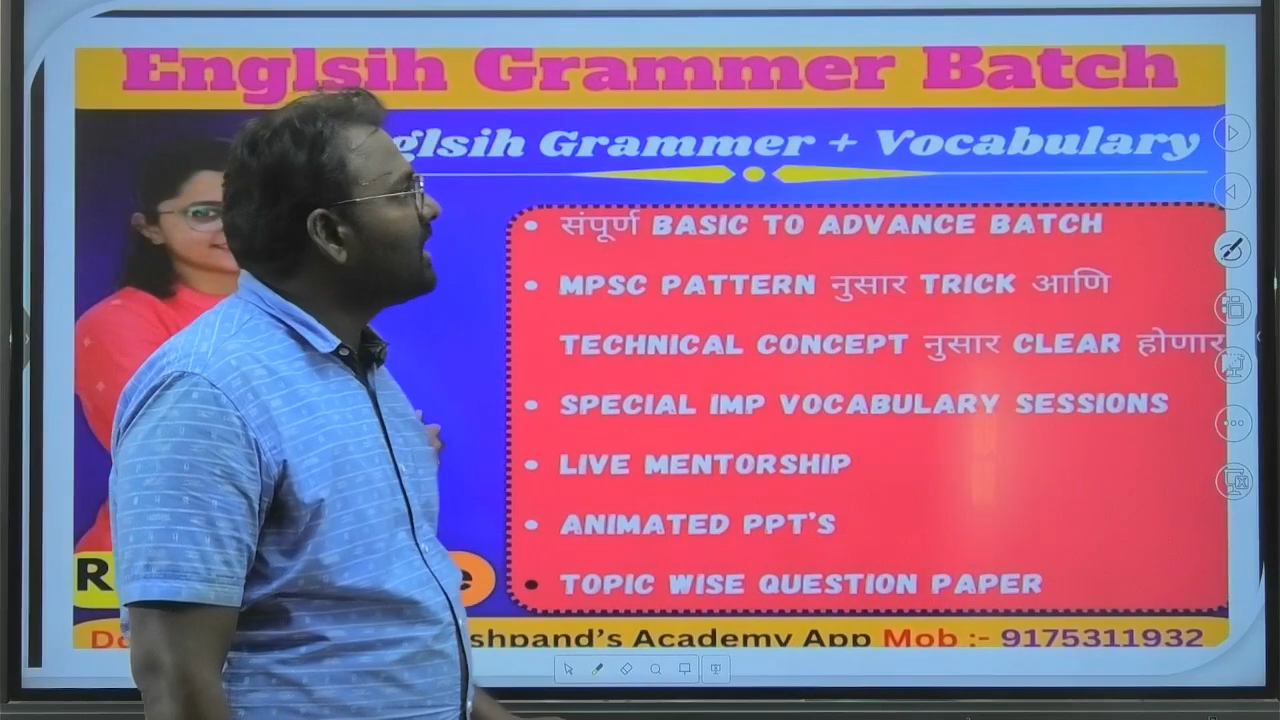 Englsih Grammer Batch
glsih Grammer + Vocabulary
• संपूर्ण BASIC TO ADVANCE BATCH
• MPSC PATTERN नुसार TRICK आणि
TECHNICAL CONCEPT नुसार CLEAR होणार
• SPECIAL IMP VOCABULARY SESSIONS
• LIVE MENTORSHIP
• ANIMATED PPT'S
• TOPIC WISE QUESTION PAPER
R e
Do shpand's Academy App Mob :- 9175311932